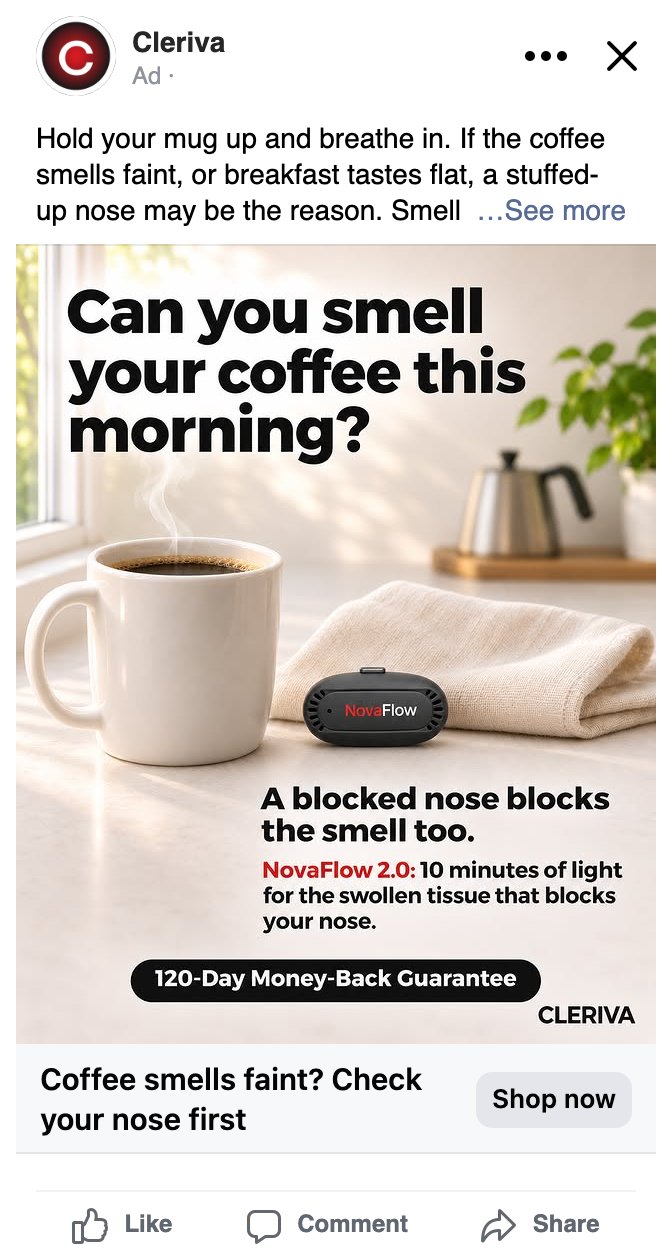 C
Cleriva
Ad ·
Hold your mug up and breathe in. If the coffee
smells faint, or breakfast tastes flat, a stuffed-
up nose may be the reason. Smell ...See more
Can you smell
your coffee this
morning?
NovaFlow
A blocked nose blocks
the smell too.
NovaFlow 2.0: 10 minutes of light
for the swollen tissue that blocks
your nose.
120-Day Money-Back Guarantee
CLERIVA
Coffee smells faint? Check
your nose first
Shop now
Like
Comment
Share